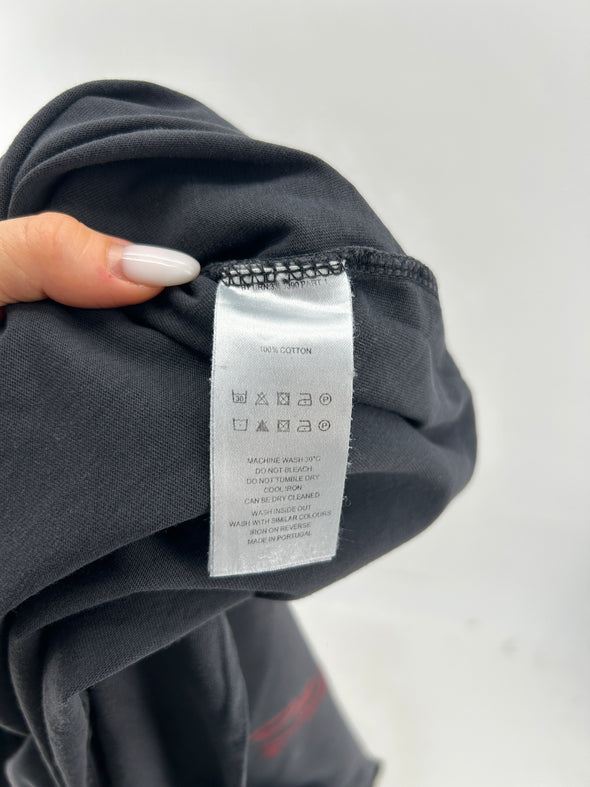 100% COTTON
30 P
P
MACHINE WASH 30°C
DO NOT BLEACH
DO NOT TUMBLE DRY
COOL IRON
CAN BE DRY CLEANED
WASH INSIDE OUT
WASH WITH SIMILAR COLOURS
IRON ON REVERSE
MADE IN PORTUGAL